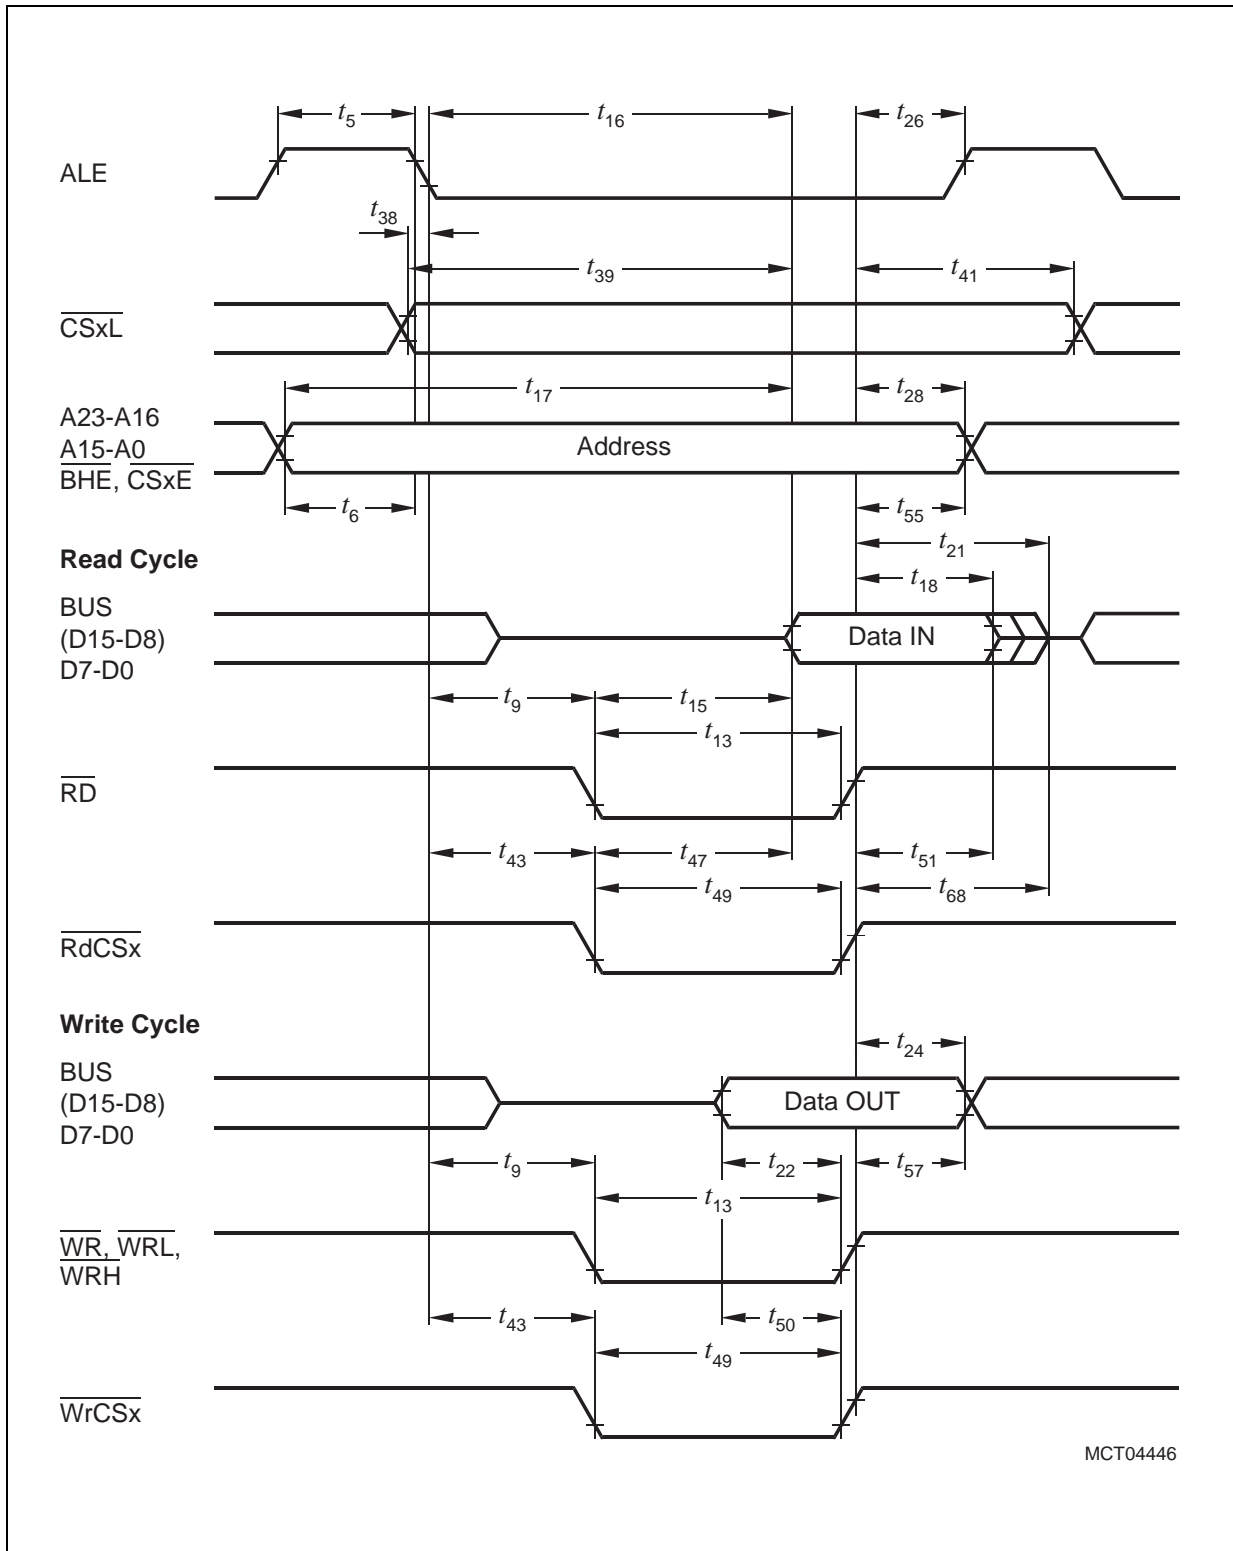 t5 t16 t26
ALE
t38
t39 t41
CSxL
t17 t28
A23-A16
A15-A0 Address
BHE, CSxE
t6 t55
t21
Read Cycle
t18
BUS
(D15-D8) Data IN
D7-D0
t9 t15
t13
RD
t43 t47 t51
t49 t68
RdCSx
Write Cycle
t24
BUS
(D15-D8) Data OUT
D7-D0
t9 t22 t57
t13
WR, WRL,
WRH
t43 t50
t49
WrCSx
MCT04446